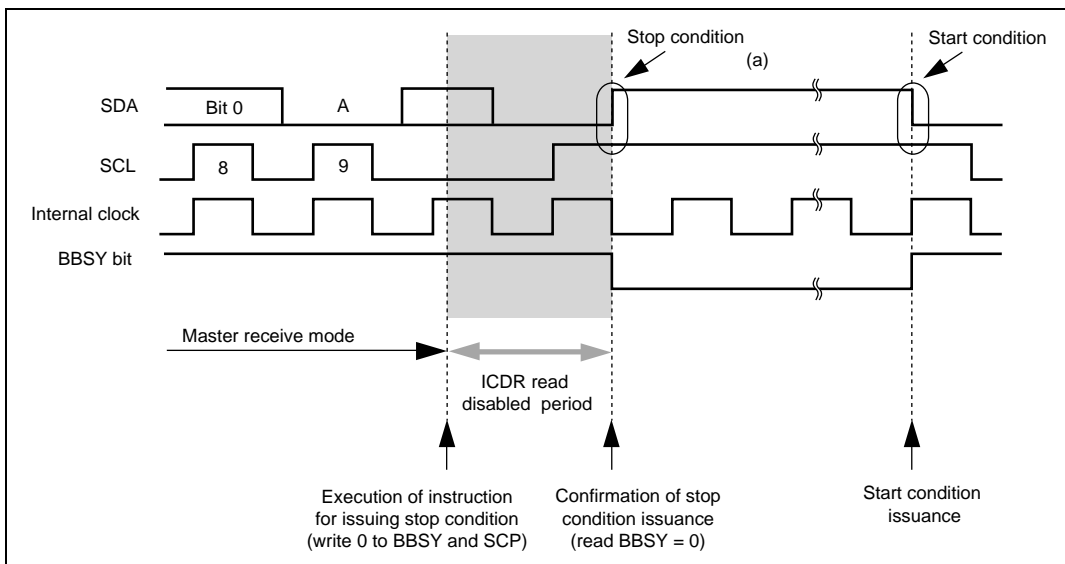 Stop condition
Start condition
(a)
SDA
Bit 0
A
SCL
8
9
Internal clock
BBSY bit
Master receive mode
ICDR read
disabled period
Execution of instruction
for issuing stop condition
(write 0 to BBSY and SCP)
Confirmation of stop
condition issuance
(read BBSY = 0)
Start condition
issuance